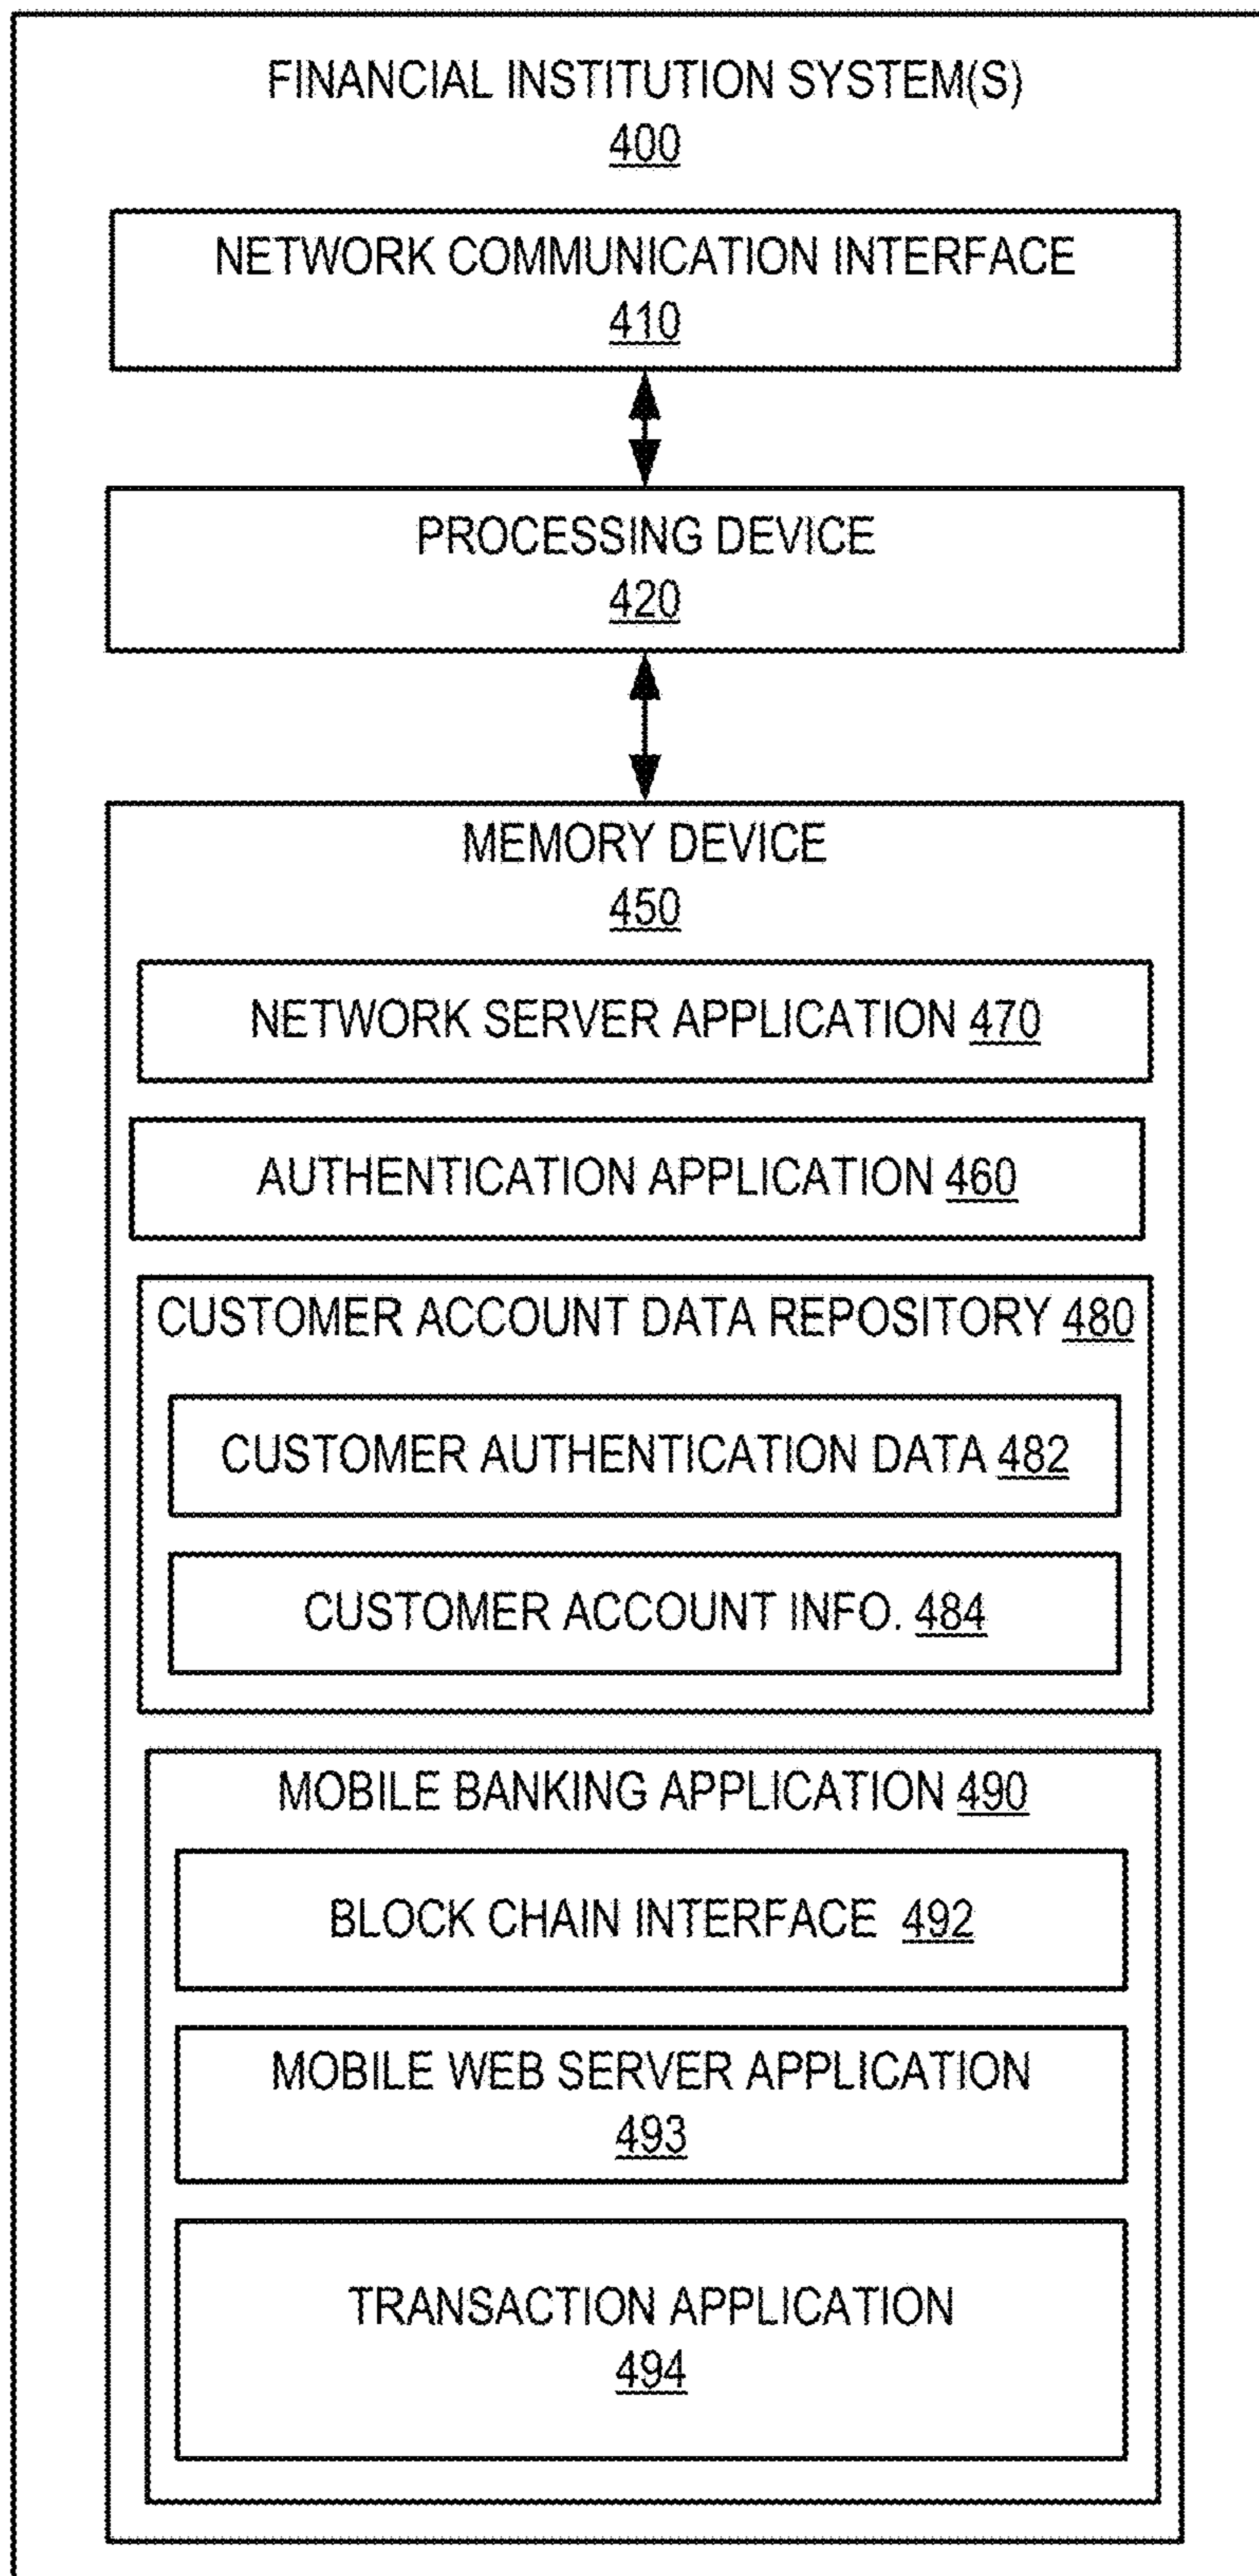 FINANCIAL INSTITUTION SYSTEM(S)
400
NETWORK COMMUNICATION INTERFACE
410
PROCESSING DEVICE
420
MEMORY DEVICE
450
NETWORK SERVER APPLICATION 470
AUTHENTICATION APPLICATION 460
CUSTOMER ACCOUNT DATA REPOSITORY 480
CUSTOMER AUTHENTICATION DATA 482
CUSTOMER ACCOUNT INFO. 484
MOBILE BANKING APPLICATION 490
BLOCK CHAIN INTERFACE 492
MOBILE WEB SERVER APPLICATION
493
TRANSACTION APPLICATION
494